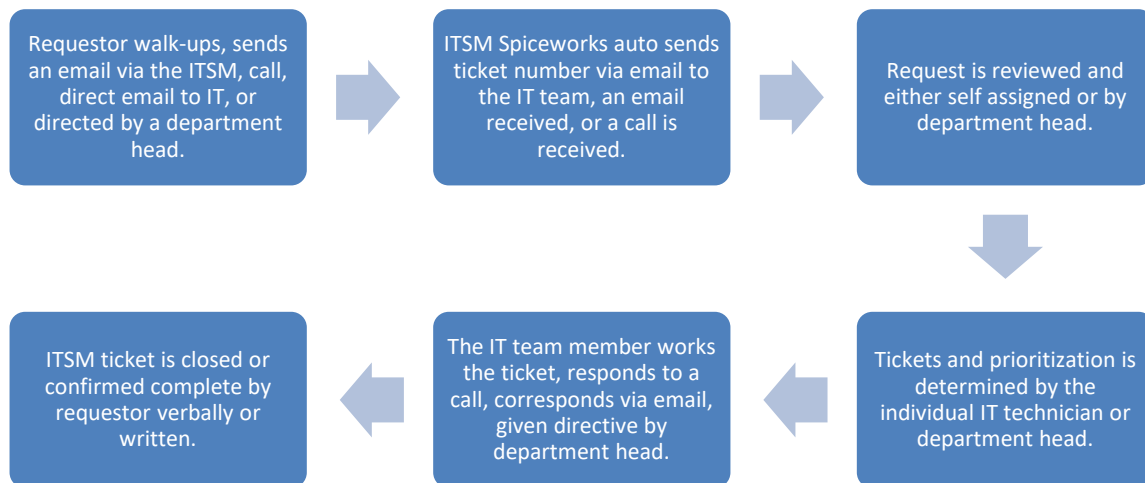 Requestor walk-ups, sends
an email via the ITSM, call,
direct email to IT, or
directed by a department
head.
ITSM Spiceworks auto sends
ticket number via email to
the IT team, an email
received, or a call is
received.
Request is reviewed and
either self assigned or by
department head.
Tickets and prioritization is
determined by the
individual IT technician or
department head.
The IT team member works
the ticket, responds to a
call, corresponds via email,
given directive by
department head.
ITSM ticket is closed or
confirmed complete by
requestor verbally or
written.